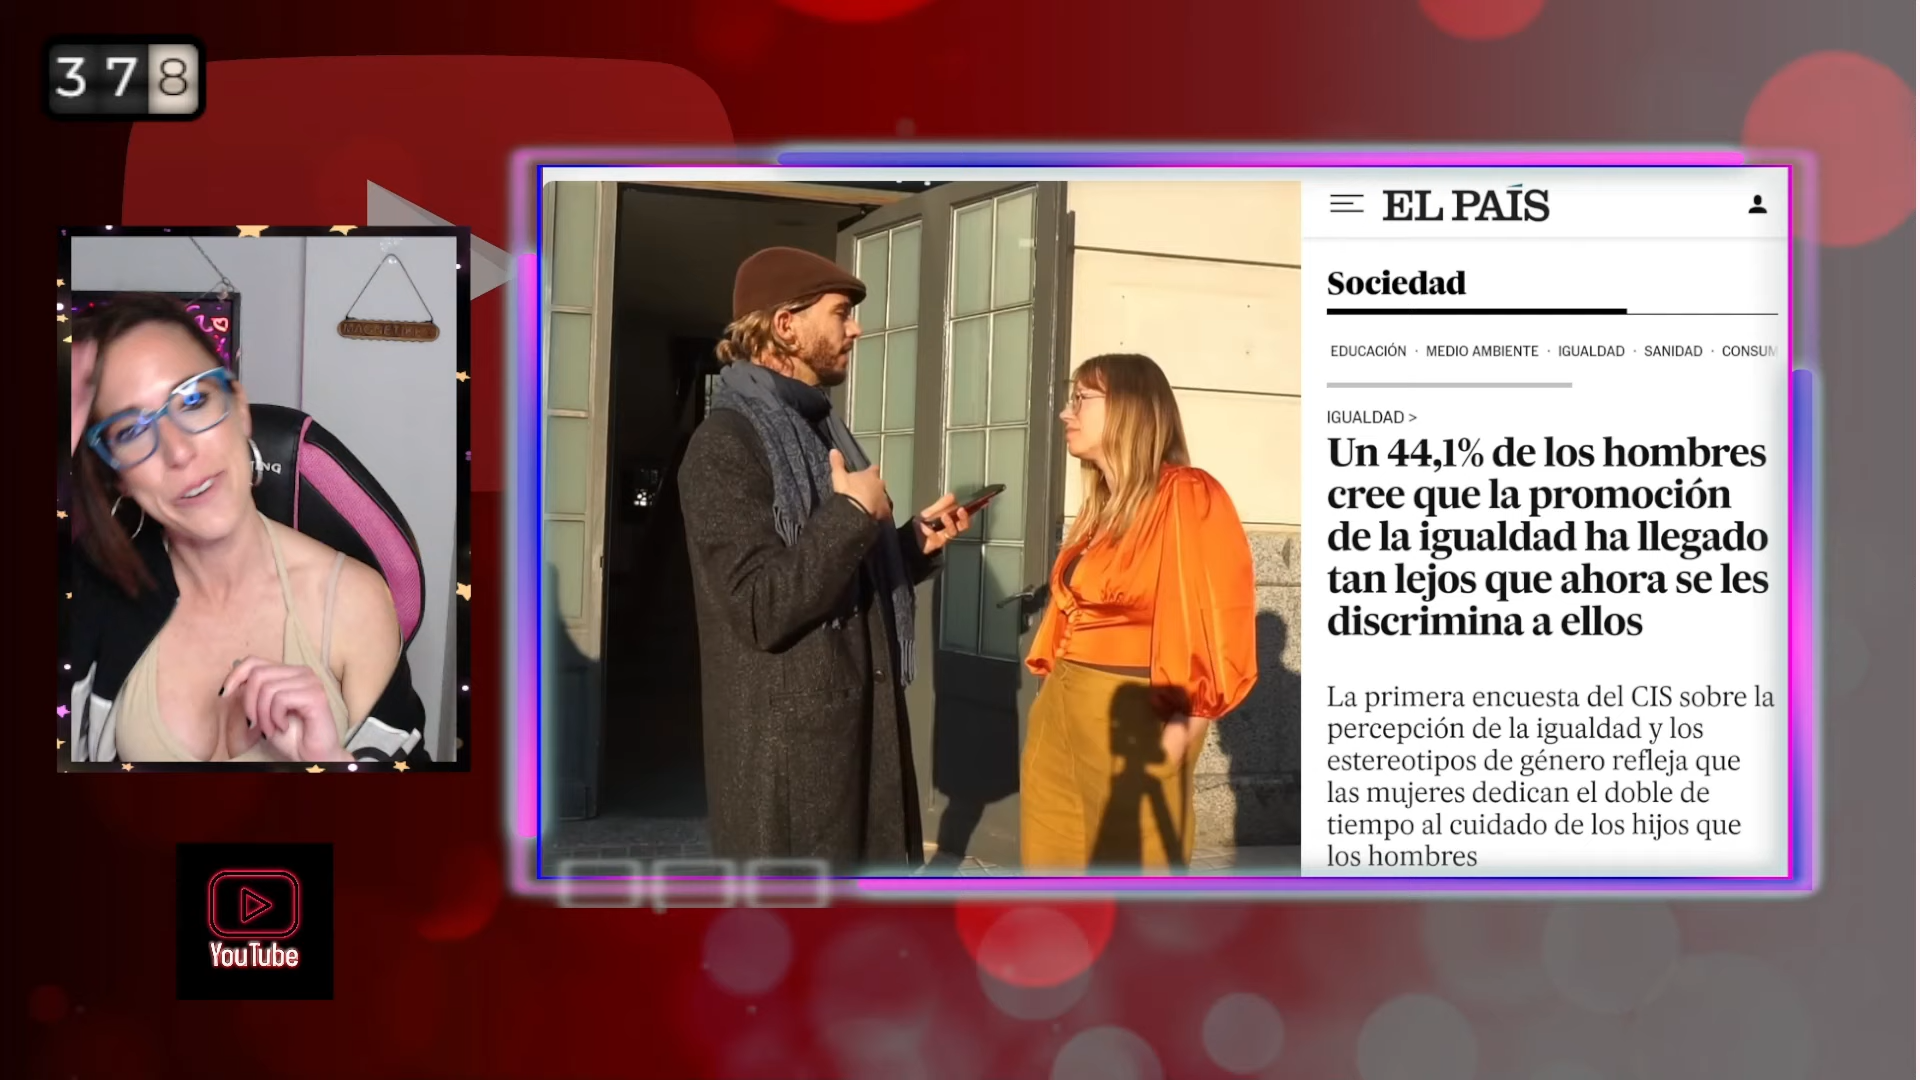 378
MAGNETIKA
EL PAÍS
Sociedad
EDUCACIÓN · MEDIO AMBIENTE · IGUALDAD · SANIDAD · CONSUM
IGUALDAD >
Un 44,1% de los hombres
cree que la promoción
de la igualdad ha llegado
tan lejos que ahora se les
discrimina a ellos
La primera encuesta del CIS sobre la
percepción de la igualdad y los
estereotipos de género refleja que
las mujeres dedican el doble de
tiempo al cuidado de los hijos que
los hombres
YouTube